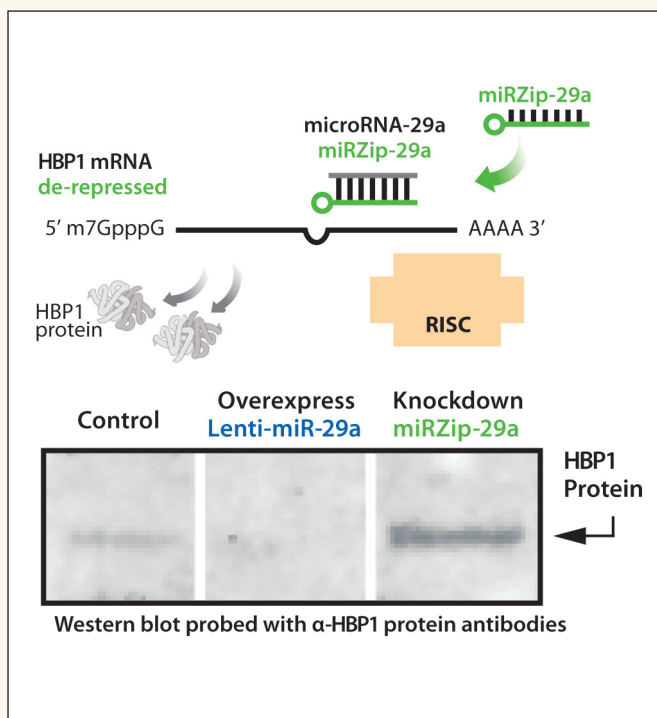 miRZip-29a
microRNA-29a
miRZip-29a
HBP1 mRNA
de-repressed
5′ m7GpppG
AAAA 3′
HBP1
protein
RISC
Control
Overexpress
Lenti-miR-29a
Knockdown
miRZip-29a
HBP1
Protein
Western blot probed with α-HBP1 protein antibodies